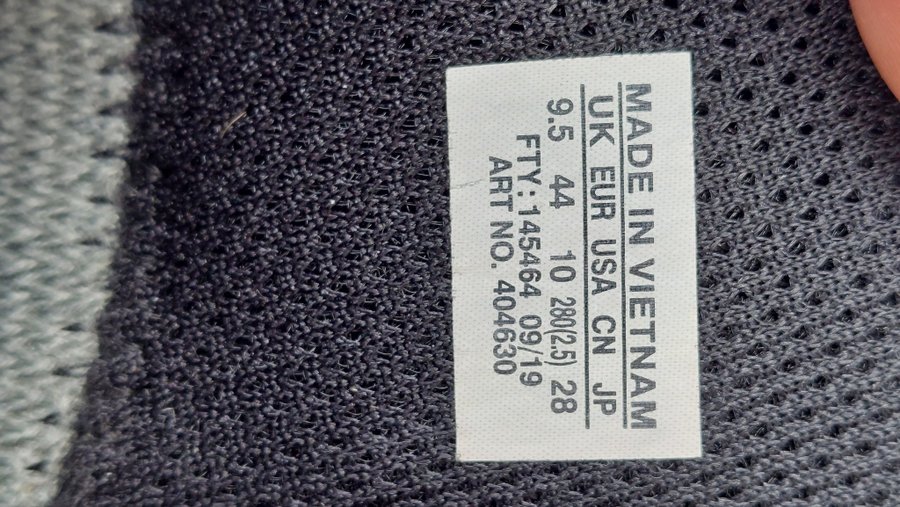 MADE IN VIETNAM
UK EUR USA CN JP
9.5 44 10 280(2.5) 28
FTY: 145464 09/19
ART NO. 404630